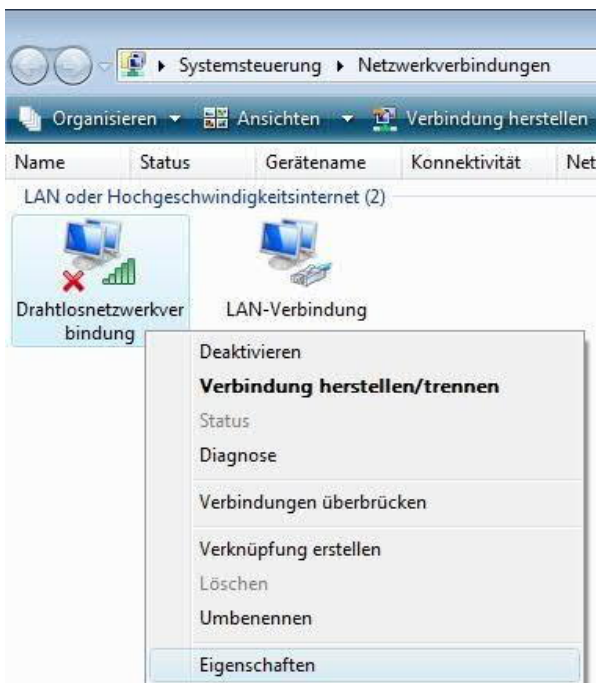 Systemsteuerung Netzwerkverbindungen
Organisieren Ansichten Verbindung herstellen
Name Status Gerätename Konnektivität Net
LAN oder Hochgeschwindigkeitsinternet (2)
Drahtlosnetzwerkver
bindung
LAN-Verbindung
Deaktivieren
Verbindung herstellen/trennen
Status
Diagnose
Verbindungen überbrücken
Verknüpfung erstellen
Löschen
Umbenennen
Eigenschaften